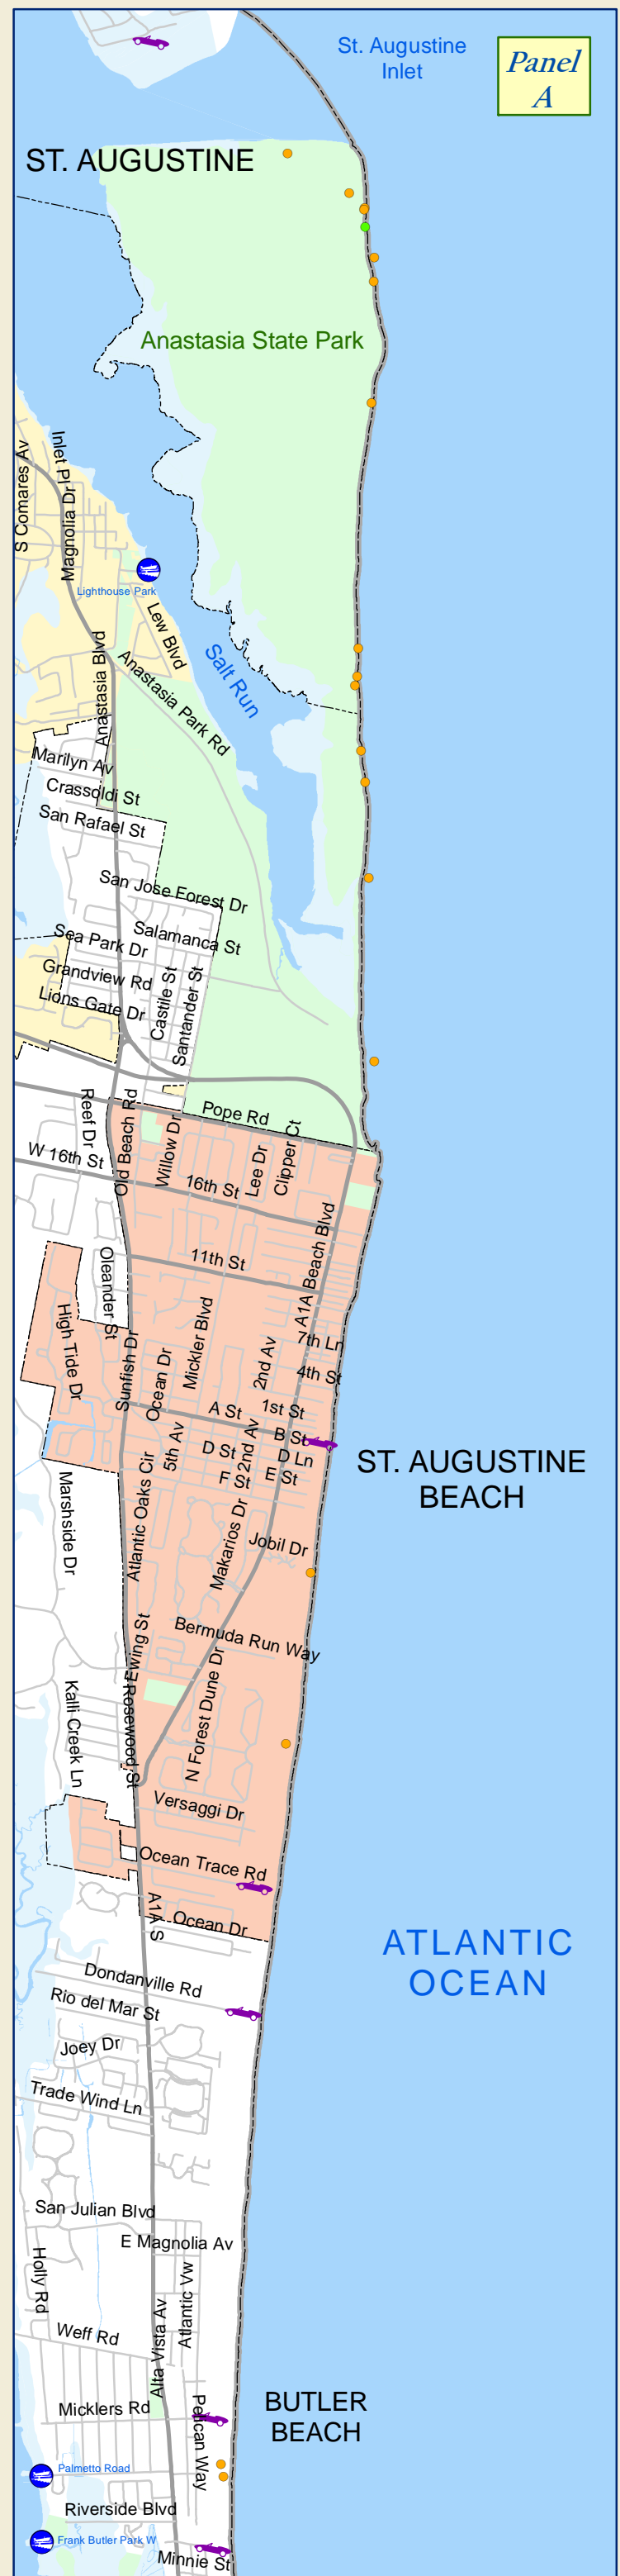 St. Augustine
Inlet
Panel
A
ST. AUGUSTINE
Anastasia State Park
S Comares Av
Inlet Pl
Magnolia Dr
Lighthouse Park
Lew Blvd
Salt Run
Anastasia Blvd
Anastasia Park Rd
Marilyn Av
Crassoldi St
San Rafael St
San Jose Forest Dr
Sea Park Dr
Salamanca St
Grandview Rd
Lions Gate Dr
Castile St
Santander St
Reef Dr
Old Beach Rd
Pope Rd
Willow Dr
W 16th St
16th St
Lee Dr
Clipper Ct
11th St
A1A Beach Blvd
Oleander St
High Tide Dr
Sunfish Dr
Ocean Dr
Mickler Blvd
2nd Av
7th Ln
4th St
1st St
A St
B St
5th Av
D St
2nd Av
D Ln
F St
E St
ST. AUGUSTINE
BEACH
Marshside Dr
Atlantic Oaks Cir
Makarios Dr
Jobil Dr
Bermuda Run Way
Ewing St
Kalli Creek Ln
Rosewood St
N Forest Dune Dr
Versaggi Dr
Ocean Trace Rd
A1A S
Ocean Dr
ATLANTIC
OCEAN
Dondanville Rd
Rio del Mar St
Joey Dr
Trade Wind Ln
San Julian Blvd
E Magnolia Av
Holly Rd
Atlantic Vw
Weff Rd
Alta Vista Av
Micklers Rd
Pelican Way
BUTLER
BEACH
Palmetto Road
Riverside Blvd
Frank Butler Park W
Minnie St